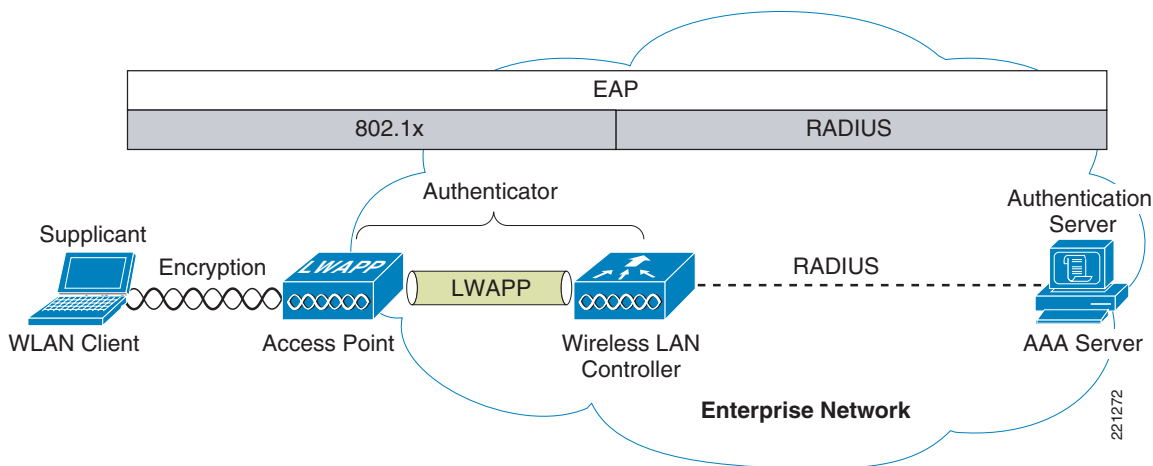 EAP
802.1x
RADIUS
Authenticator
Authentication
Server
Supplicant
Encryption
LWAPP
LWAPP
RADIUS
WLAN Client
Access Point
Wireless LAN
Controller
AAA Server
Enterprise Network
221272